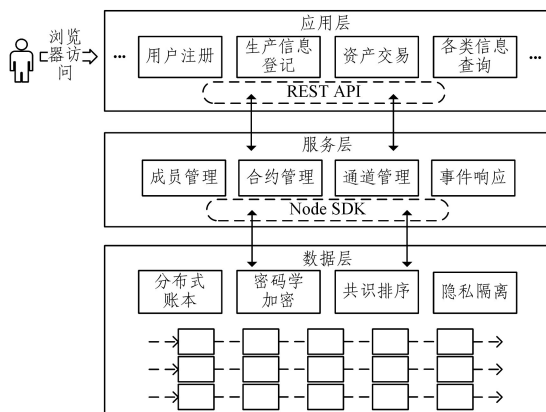 应用层
浏览
器访
问
...
用户注册
生产信息
登记
资产交易
各类信息
查询
...
REST API
服务层
成员管理
合约管理
通道管理
事件响应
Node SDK
数据层
分布式
账本
密码学
加密
共识排序
隐私隔离